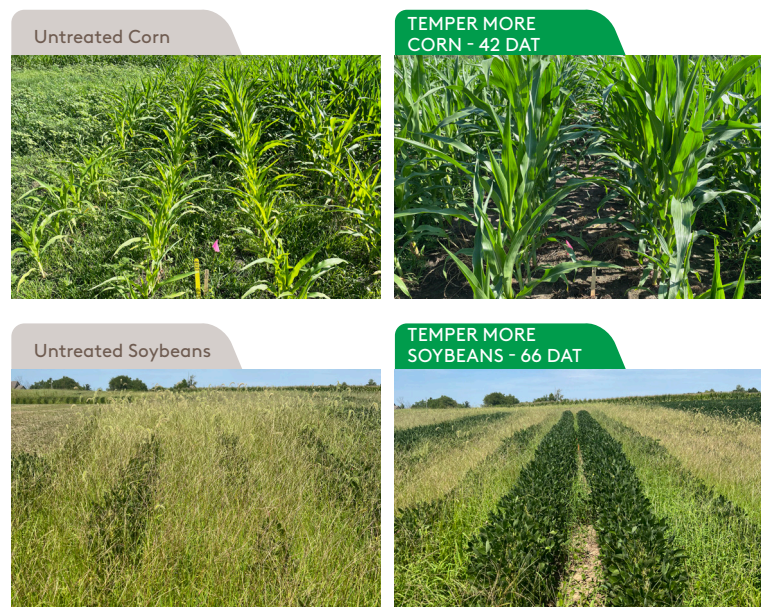 Untreated Corn
TEMPER MORE
CORN - 42 DAT
Untreated Soybeans
TEMPER MORE
SOYBEANS - 66 DAT